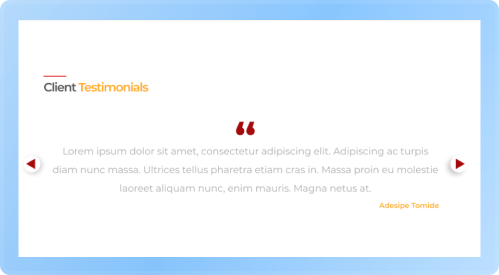 Client Testimonials
“
Lorem ipsum dolor sit amet, consectetur adipiscing elit. Adipiscing ac turpis
diam nunc massa. Ultrices tellus pharetra etiam cras in. Massa proin eu molestie
laoreet aliquam nunc, enim mauris. Magna netus at.
Adesipe Tomide